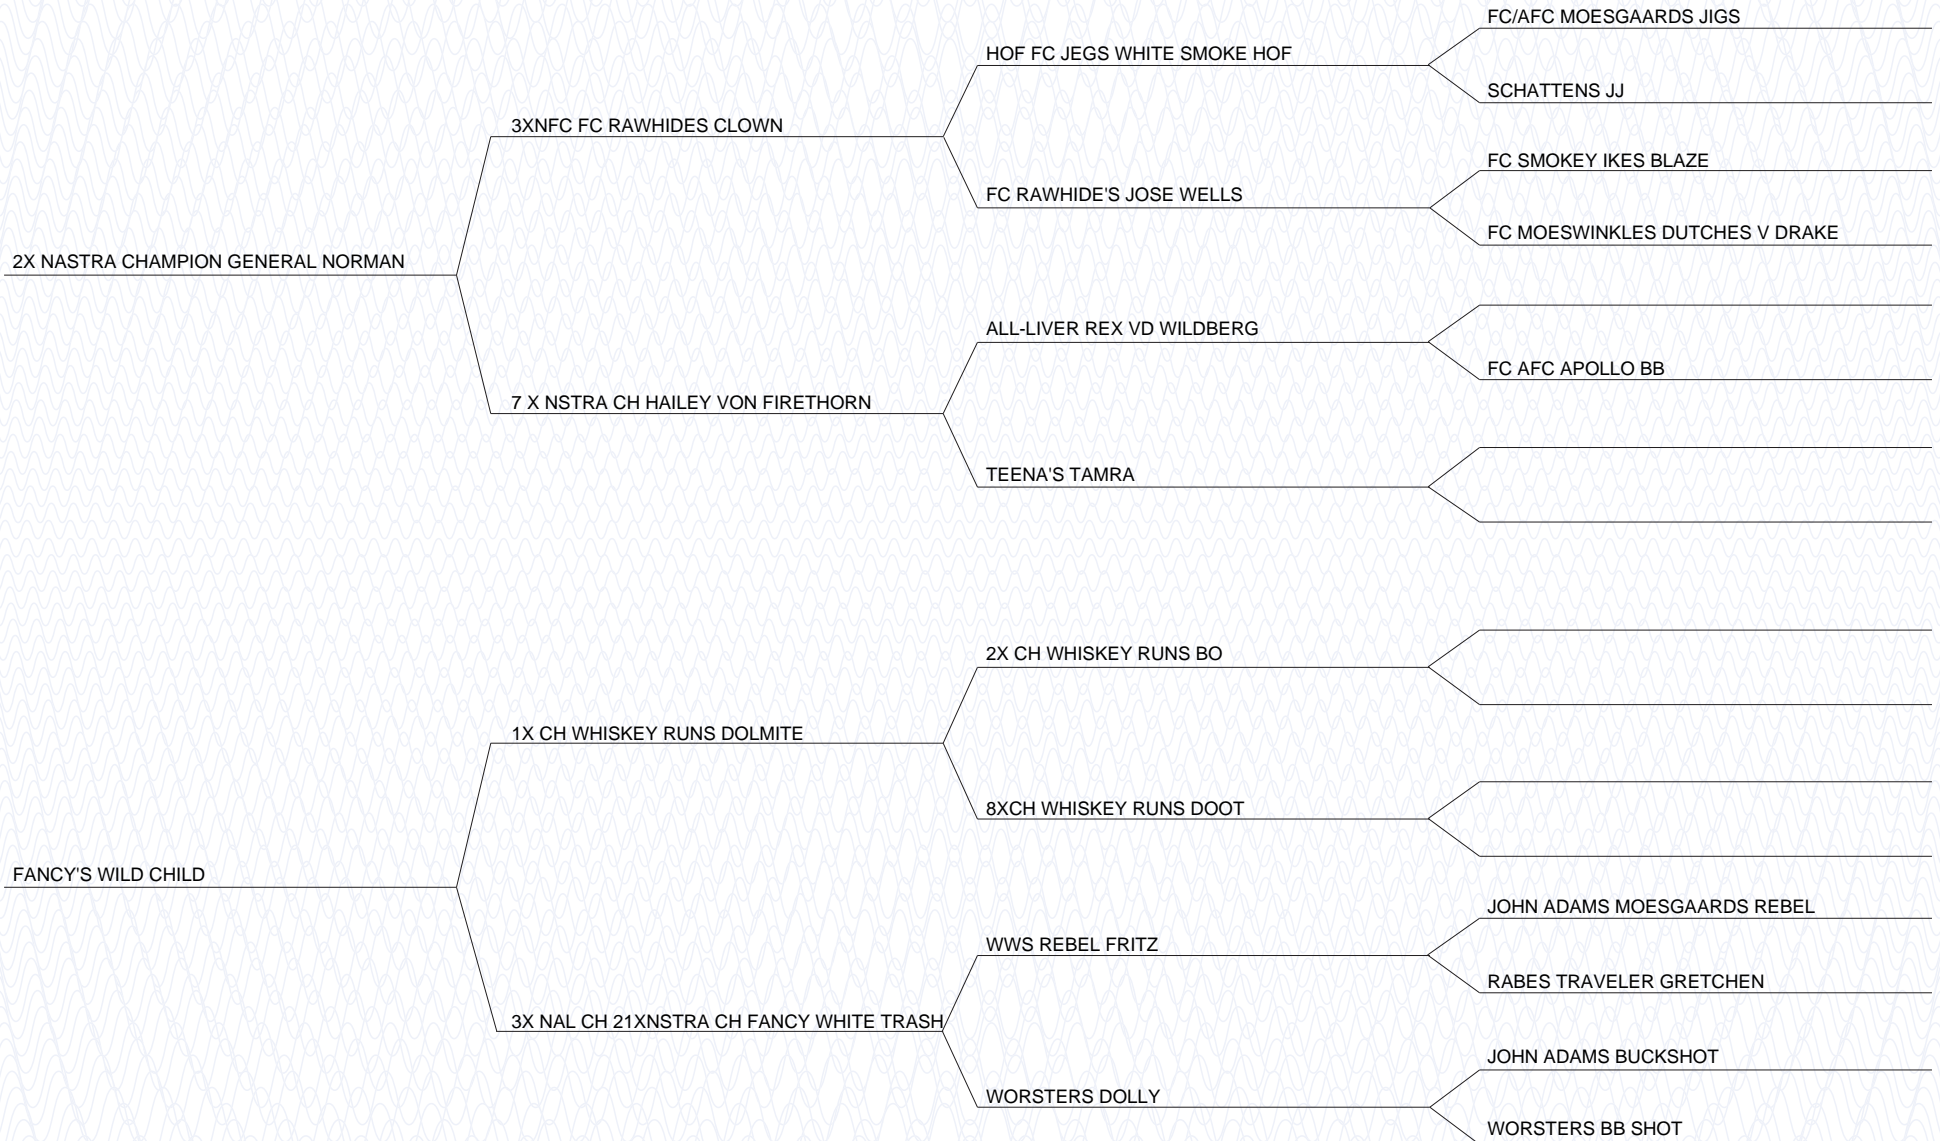 FC/AFC MOESGAARDS JIGS
HOF FC JEGS WHITE SMOKE HOF
SCHATTENS JJ
3XNFC FC RAWHIDES CLOWN
FC SMOKEY IKES BLAZE
FC RAWHIDE'S JOSE WELLS
FC MOESWINKLES DUTCHES V DRAKE
2X NASTRA CHAMPION GENERAL NORMAN
ALL-LIVER REX VD WILDBERG
FC AFC APOLLO BB
7 X NSTRA CH HAILEY VON FIRETHORN
TEENA'S TAMRA
2X CH WHISKEY RUNS BO
1X CH WHISKEY RUNS DOLMITE
8XCH WHISKEY RUNS DOOT
FANCY'S WILD CHILD
JOHN ADAMS MOESGAARDS REBEL
WWS REBEL FRITZ
RABES TRAVELER GRETCHEN
3X NAL CH 21XNSTRA CH FANCY WHITE TRASH
JOHN ADAMS BUCKSHOT
WORSTERS DOLLY
WORSTERS BB SHOT